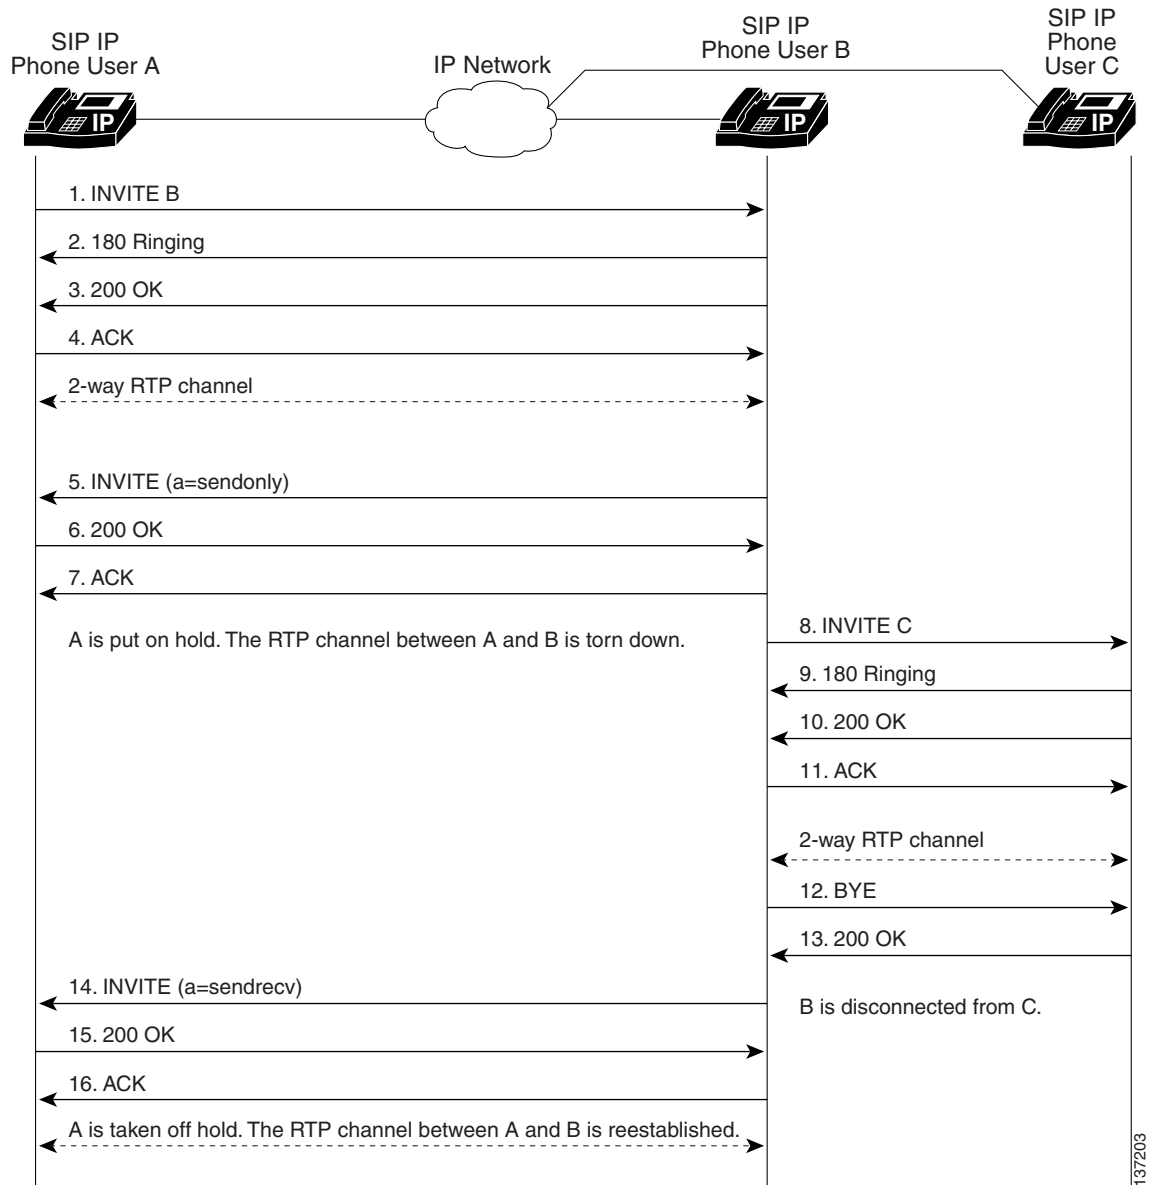 SIP IP
Phone User A
IP Network
SIP IP
Phone User B
SIP IP
Phone
User C
IP
IP
IP
1. INVITE B
2. 180 Ringing
3. 200 OK
4. ACK
2-way RTP channel
5. INVITE (a=sendonly)
6. 200 OK
7. ACK
A is put on hold. The RTP channel between A and B is torn down.
8. INVITE C
9. 180 Ringing
10. 200 OK
11. ACK
2-way RTP channel
12. BYE
13. 200 OK
14. INVITE (a=sendrecv)
B is disconnected from C.
15. 200 OK
16. ACK
A is taken off hold. The RTP channel between A and B is reestablished.
137203